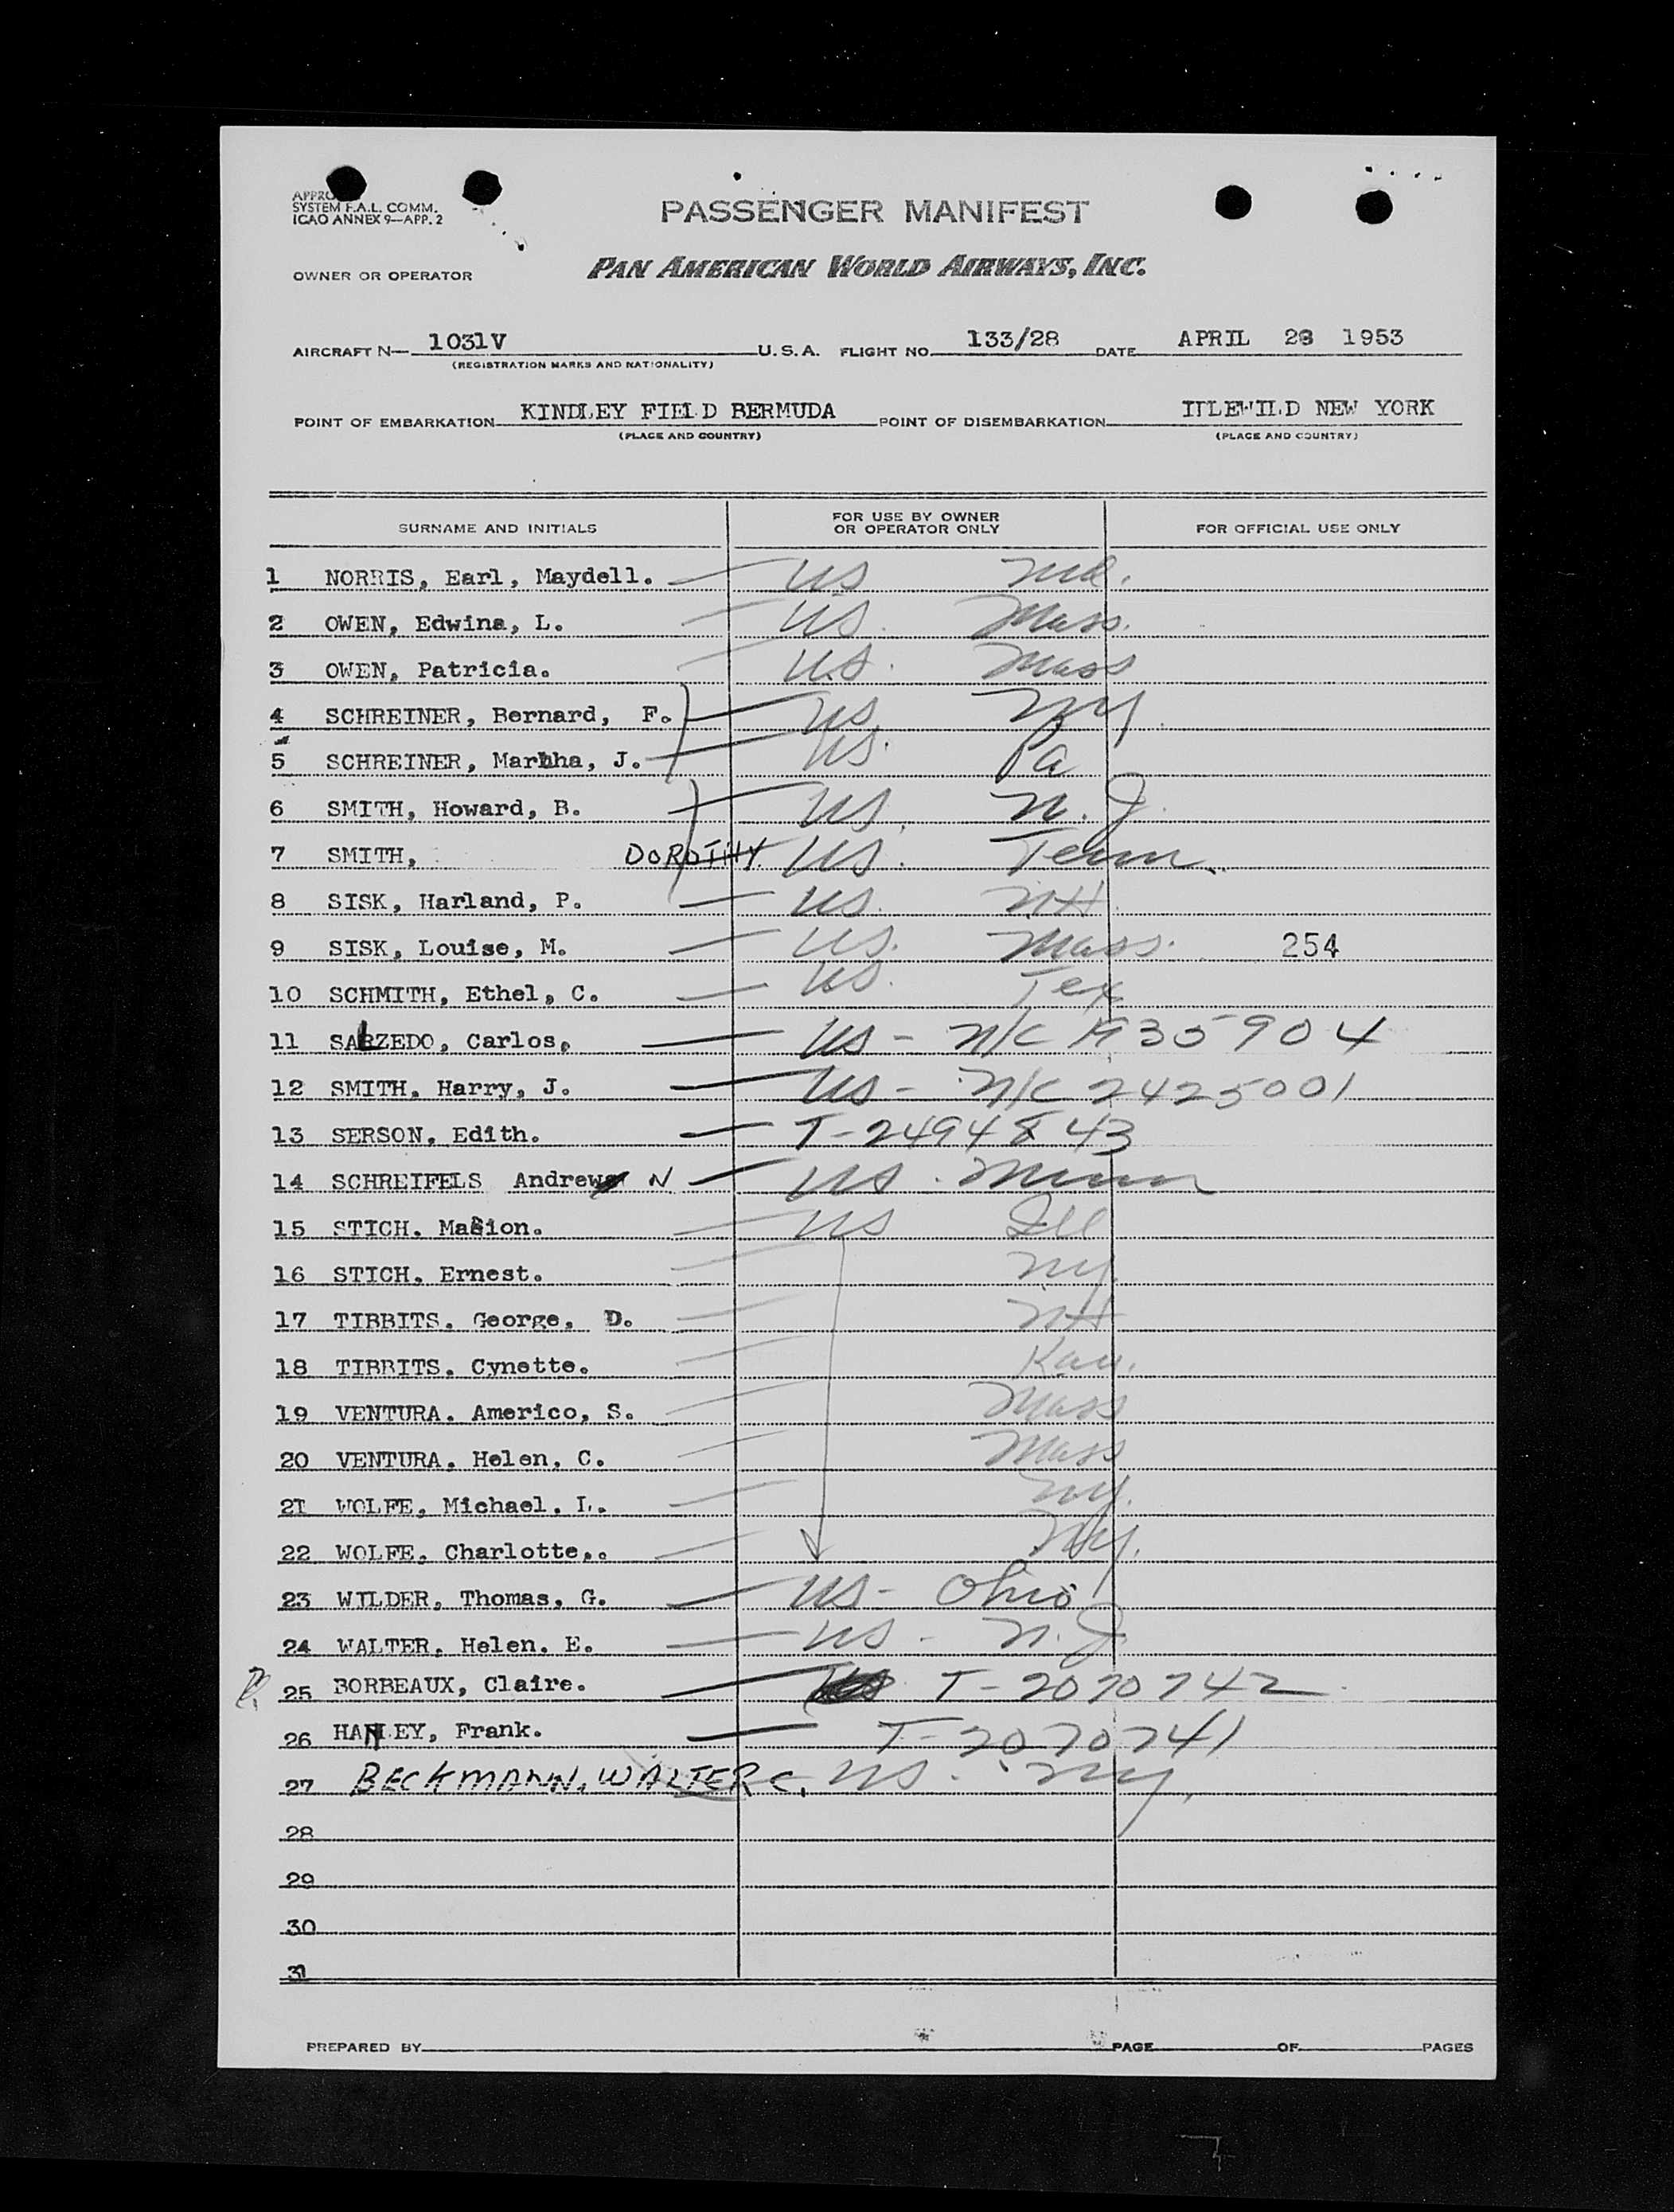 APPRO
SYSTEM F.A.L. COMM.
ICAO ANNEX 9—APP. 2
PASSENGER MANIFEST
OWNER OR OPERATOR PAN AMERICAN WORLD AIRWAYS, INC.
AIRCRAFT N— 1031V U.S.A. FLIGHT NO. 133/28 DATE APRIL 28 1953
(REGISTRATION MARKS AND NATIONALITY)
POINT OF EMBARKATION KINDLEY FIELD BERMUDA POINT OF DISEMBARKATION ITLEWILD NEW YORK
(PLACE AND COUNTRY) (PLACE AND COUNTRY)
SURNAME AND INITIALS FOR USE BY OWNER OR OPERATOR ONLY FOR OFFICIAL USE ONLY
1 NORRIS, Earl, Maydell. — US Md.
2 OWEN, Edwina, L. — US. Mass.
3 OWEN, Patricia. — U.S. Mass
4 SCHREINER, Bernard, F. — US NY
5 SCHREINER, Martha, J. — US. Pa
6 SMITH, Howard, B. — US. N.J.
7 SMITH, DOROTHY US. Tenn
8 SISK, Harland, P. — US. NH
9 SISK, Louise, M. — US. Mass. 254
10 SCHMITH, Ethel, C. — US. Tex
11 SALZEDO, Carlos, — US - N/C 1935904
12 SMITH, Harry, J. — US - N/C 2425001
13 SERSON. Edith. — T-2494843
14 SCHREIFELS Andrew N — US. Minn
15 STICH. Marion. — US Ill
16 STICH. Ernest. — NY
17 TIBBITS. George, D. — NH
18 TIBBITS. Cynette. — Kan.
19 VENTURA. Americo, S. — Mass
20 VENTURA. Helen, C. — Mass
21 WOLFE, Michael. L. — NY.
22 WOLFE. Charlotte,. — NY.
23 WILDER, Thomas, G. — US - Ohio
24 WALTER. Helen. E. — US - N.J.
25 BORBEAUX, Claire. — T-2070742
26 HANLEY, Frank. — T-2070741
27 BECKMANN, WALTER C. US. NY.
28
29
30
31
PREPARED BY PAGE OF PAGES